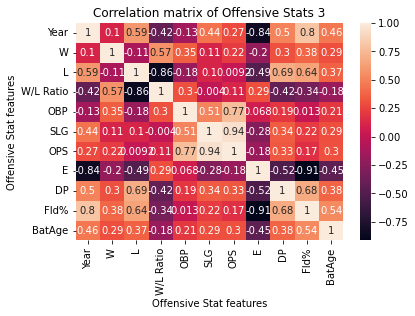 Correlation matrix of Offensive Stats 3
Offensive Stat features
Year 1 0.1 0.59 -0.42 -0.13 0.44 0.27 -0.84 0.5 0.8 0.46
W 0.1 1 -0.11 0.57 0.35 0.11 0.22 -0.2 0.3 0.38 0.29
L 0.59 -0.11 1 -0.86 -0.18 0.1 0.0092 -0.49 0.69 0.64 0.37
W/L Ratio -0.42 0.57 -0.86 1 0.3 -0.004 0.11 0.29 -0.42 -0.34 -0.18
OBP -0.13 0.35 -0.18 0.3 1 0.51 0.77 0.068 0.19 0.013 0.21
SLG 0.44 0.11 0.1 -0.004 0.51 1 0.94 -0.28 0.34 0.22 0.29
OPS 0.27 0.22 0.0092 0.11 0.77 0.94 1 -0.18 0.33 0.17 0.3
E -0.84 -0.2 -0.49 0.29 0.068 -0.28 -0.18 1 -0.52 -0.91 -0.45
DP 0.5 0.3 0.69 -0.42 0.19 0.34 0.33 -0.52 1 0.68 0.38
Fld% 0.8 0.38 0.64 -0.34 0.013 0.22 0.17 -0.91 0.68 1 0.54
BatAge 0.46 0.29 0.37 -0.18 0.21 0.29 0.3 -0.45 0.38 0.54 1
Year W L W/L Ratio OBP SLG OPS E DP Fld% BatAge
Offensive Stat features
1.00
0.75
0.50
0.25
0.00
−0.25
−0.50
−0.75